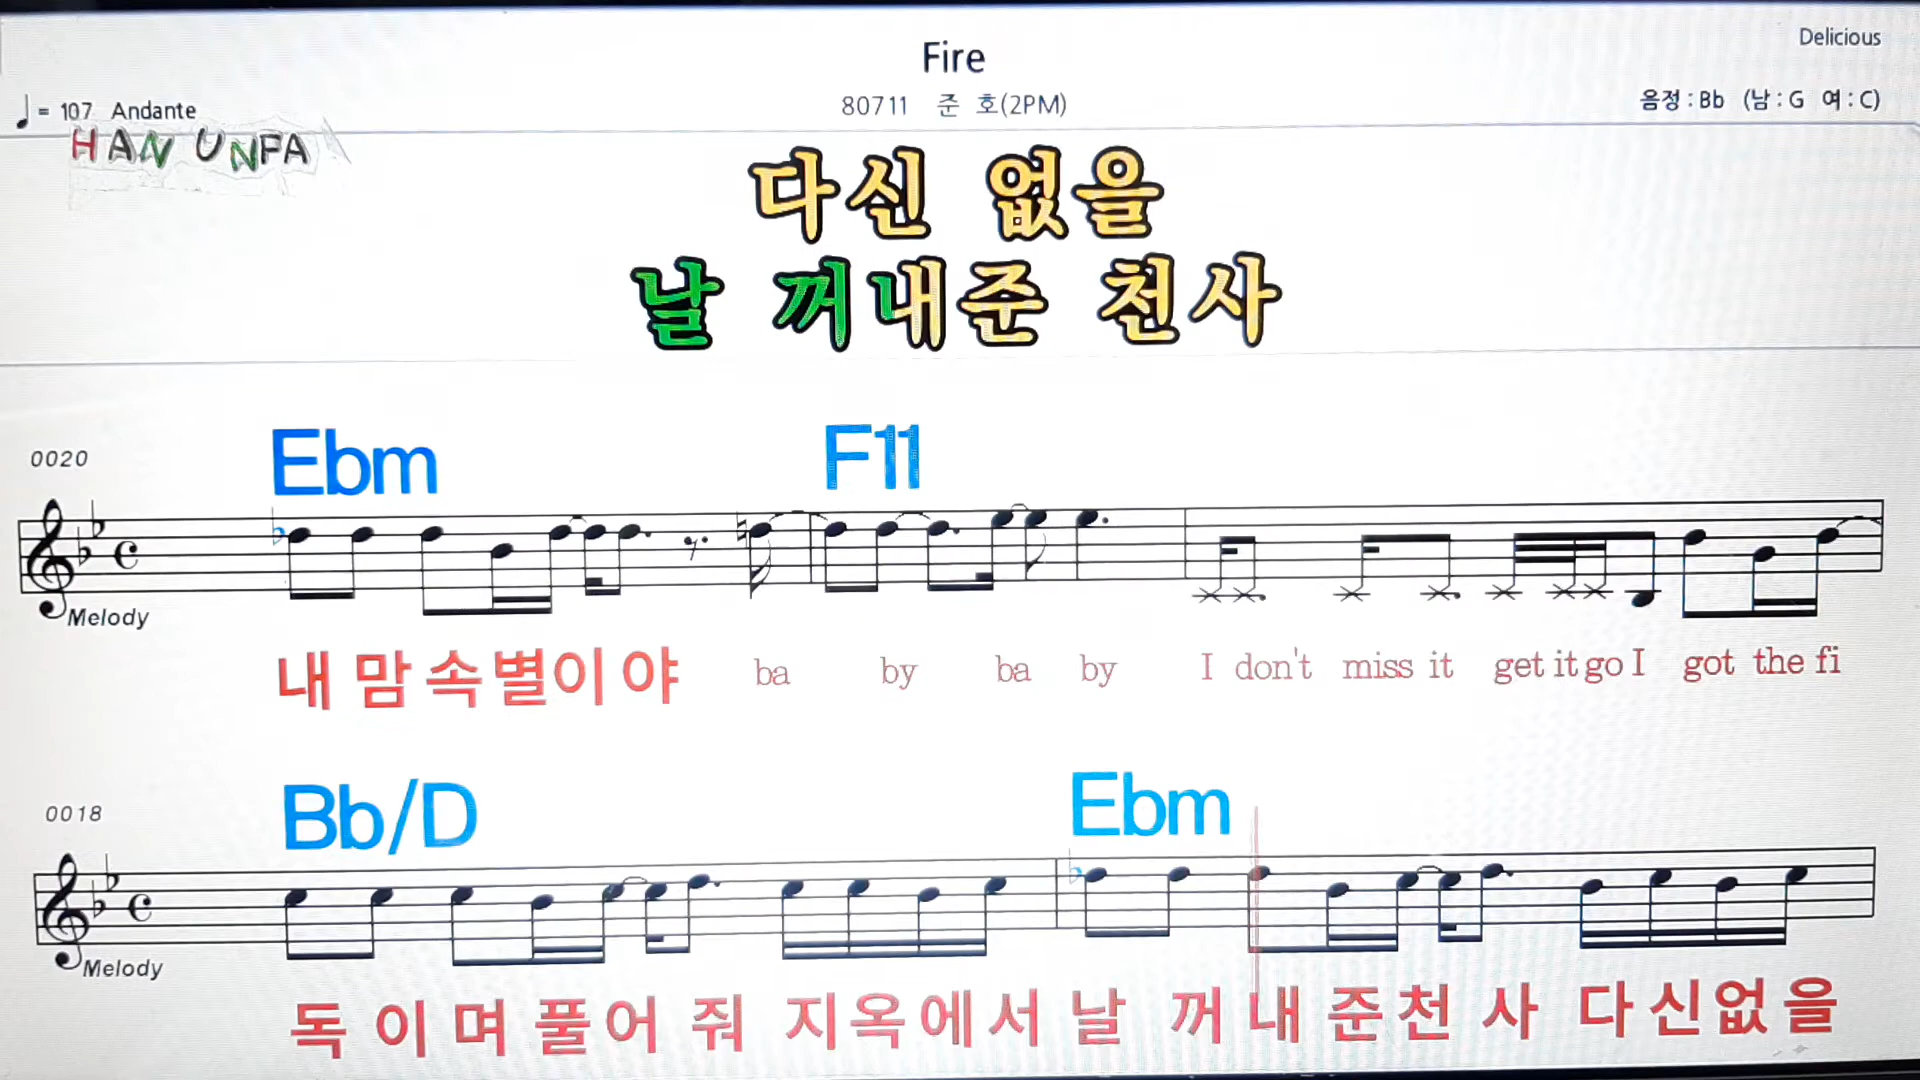 Fire
Delicious
= 107 Andante
80711 준 호(2PM)
음정 : Bb (남 : G 여 : C)
HAN UNFA
다신 없을
날 꺼내준 천사
Ebm F11
0020
Melody
내 맘 속별이 야 ba by ba by I don't miss it get it go I got the fi
Bb/D Ebm
0018
Melody
독 이 며 풀어 줘 지옥에서 날 꺼 내 준천 사 다신없을